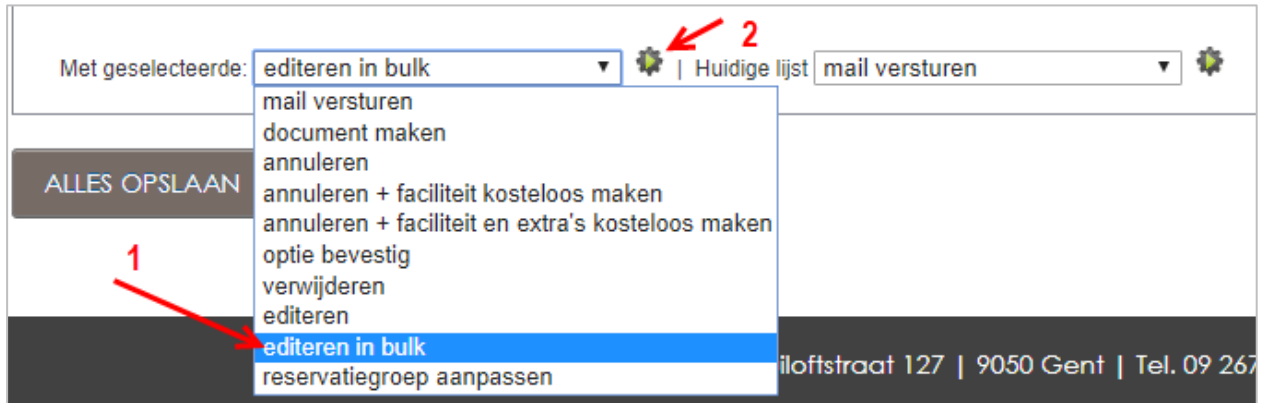 2
Met geselecteerde: editeren in bulk | Huidige lijst mail versturen
mail versturen
document maken
annuleren
ALLES OPSLAAN
annuleren + faciliteit kosteloos maken
annuleren + faciliteit en extra's kosteloos maken
1
optie bevestig
verwijderen
editeren
editeren in bulk
reservatiegroep aanpassen
127 | 9050 Gent | Tel. 09 267